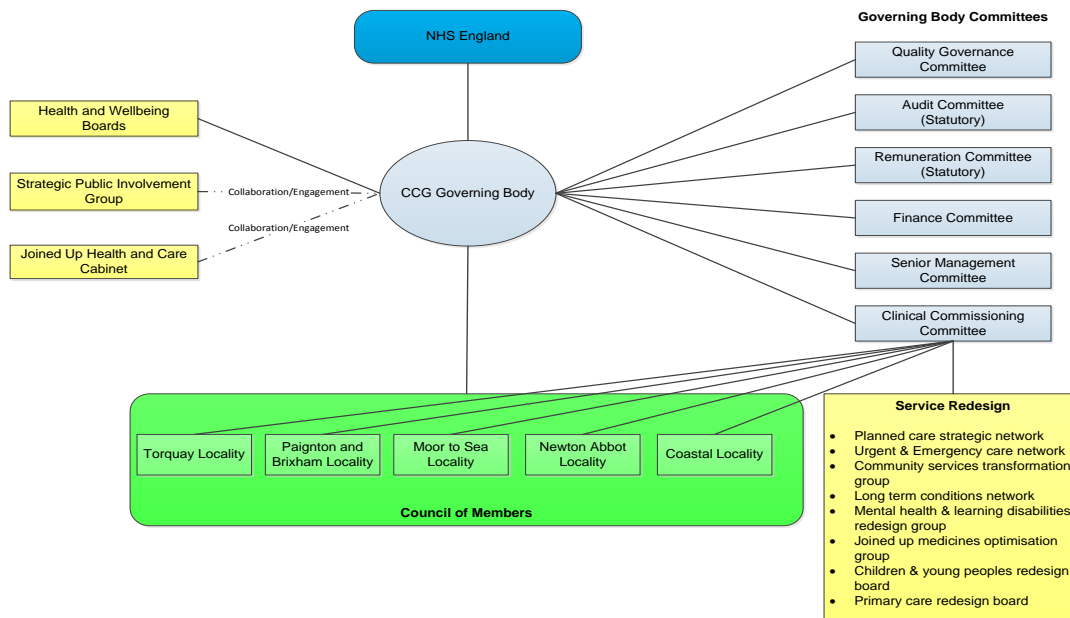 NHS England
Governing Body Committees
Quality Governance
Committee
Audit Committee
(Statutory)
Remuneration Committee
(Statutory)
Finance Committee
Senior Management
Committee
Clinical Commissioning
Committee
Health and Wellbeing
Boards
Strategic Public Involvement
Group
Joined Up Health and Care
Cabinet
Collaboration/Engagement
Collaboration/Engagement
CCG Governing Body
Torquay Locality
Paignton and
Brixham Locality
Moor to Sea
Locality
Newton Abbot
Locality
Coastal Locality
Council of Members
Service Redesign
• Planned care strategic network
• Urgent & Emergency care network
• Community services transformation
group
• Long term conditions network
• Mental health & learning disabilities
redesign group
• Joined up medicines optimisation
group
• Children & young peoples redesign
board
• Primary care redesign board